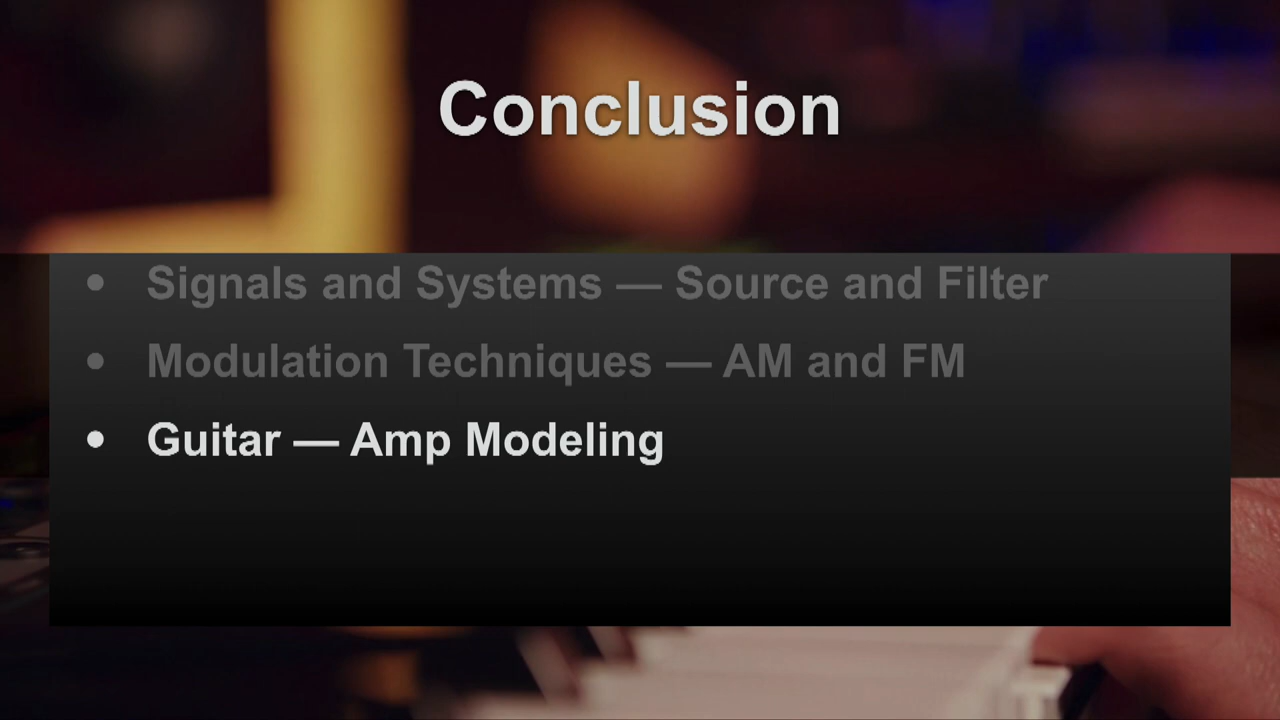 Conclusion
• Signals and Systems — Source and Filter
• Modulation Techniques — AM and FM
• Guitar — Amp Modeling